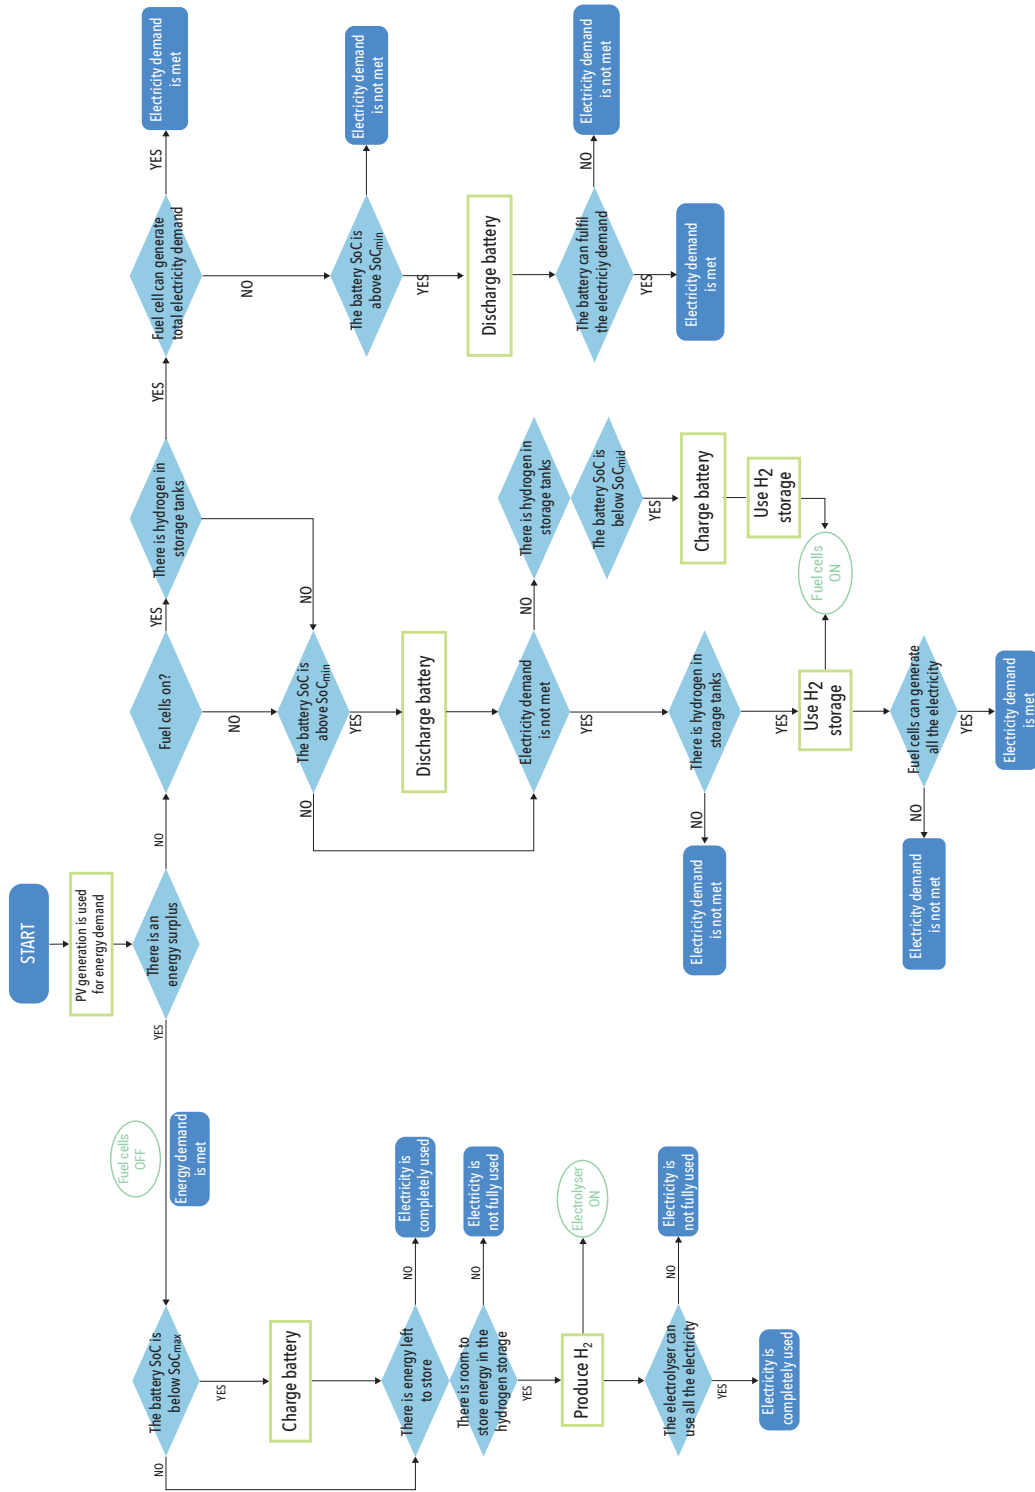 START
PV generation is used
for energy demand
There is an
energy surplus
YES
NO
Fuel cells
OFF
Energy demand
is met
The battery SoC is
below SoCmax
NO
YES
Charge battery
There is energy left
to store
NO
Electricity is
completely used
There is room to
store energy in the
hydrogen storage
NO
Electricity is
not fully used
YES
Produce H2
Electrolyser
ON
The electrolyser can
use all the electricity
NO
Electricity is
not fully used
YES
Electricity is
completely used
Fuel cells on?
YES
NO
There is hydrogen in
storage tanks
YES
NO
Fuel cell can generate
total electricity demand
YES
Electricity demand
is met
NO
The battery SoC is
above SoCmin
Electricity demand
is not met
YES
Discharge battery
The battery can fulfil
the electriciy demand
NO
Electricity demand
is not met
YES
Electricity demand
is met
The battery SoC is
above SoCmin
NO
YES
Discharge battery
Electricity demand
is not met
NO
YES
There is hydrogen in
storage tanks
The battery SoC is
below SoCmid
YES
Charge battery
Use H2
storage
Fuel cells
ON
There is hydrogen in
storage tanks
NO
Electricity demand
is not met
YES
Use H2
storage
Fuel cells can generate
all the electricity
NO
Electricity demand
is not met
YES
Electricity demand
is met